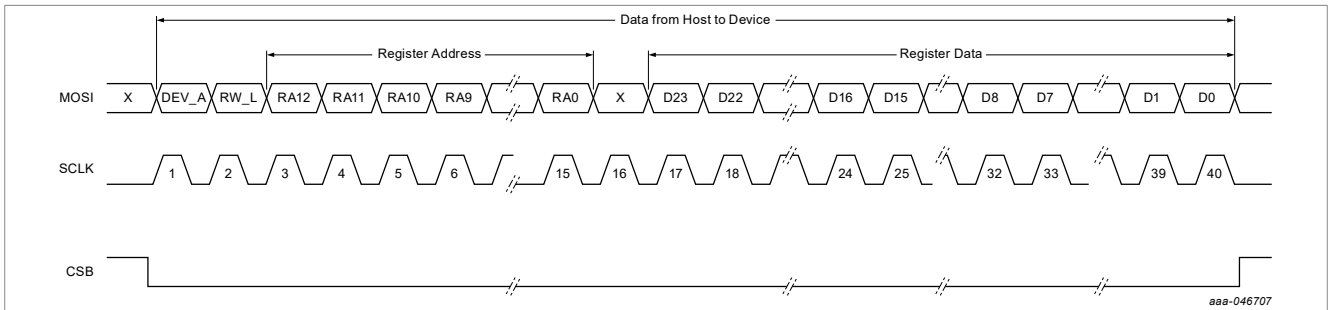 Data from Host to Device
Register Address Register Data
MOSI X DEV_A RW_L RA12 RA11 RA10 RA9 RA0 X D23 D22 D16 D15 D8 D7 D1 D0
SCLK 1 2 3 4 5 6 15 16 17 18 24 25 32 33 39 40
CSB
aaa-046707